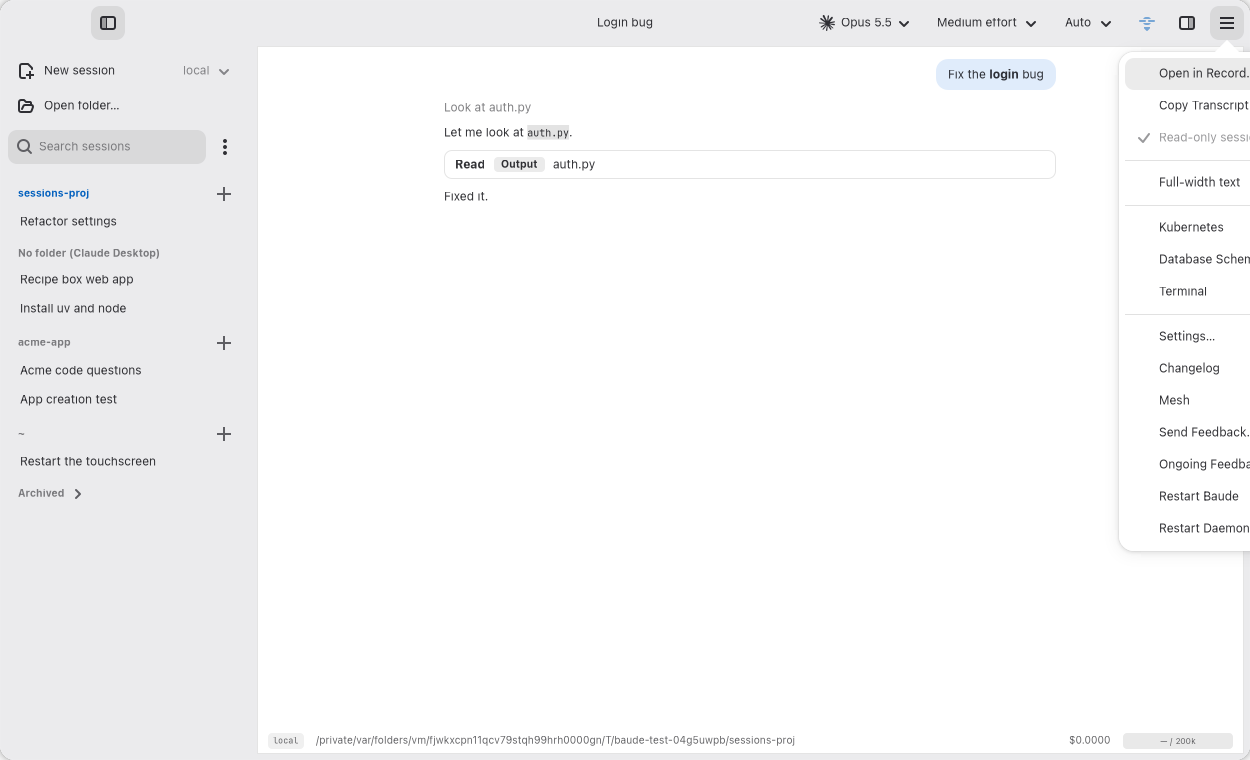 Login bug
Opus 5.5
Medium effort
Auto
New session
local
Open folder...
Search sessions
sessions-proj
Refactor settings
No folder (Claude Desktop)
Recipe box web app
Install uv and node
acme-app
Acme code questions
App creation test
~
Restart the touchscreen
Archived
Fix the login bug
Look at auth.py
Let me look at auth.py.
Read Output auth.py
Fixed it.
Open in Record.
Copy Transcript
Read-only sessi
Full-width text
Kubernetes
Database Schem
Terminal
Settings...
Changelog
Mesh
Send Feedback.
Ongoing Feedba
Restart Baude
Restart Daemon
local /private/var/folders/vm/fjwkxcpn11qcv79stqh99hrh0000gn/T/baude-test-04g5uwpb/sessions-proj
$0.0000
— / 200k